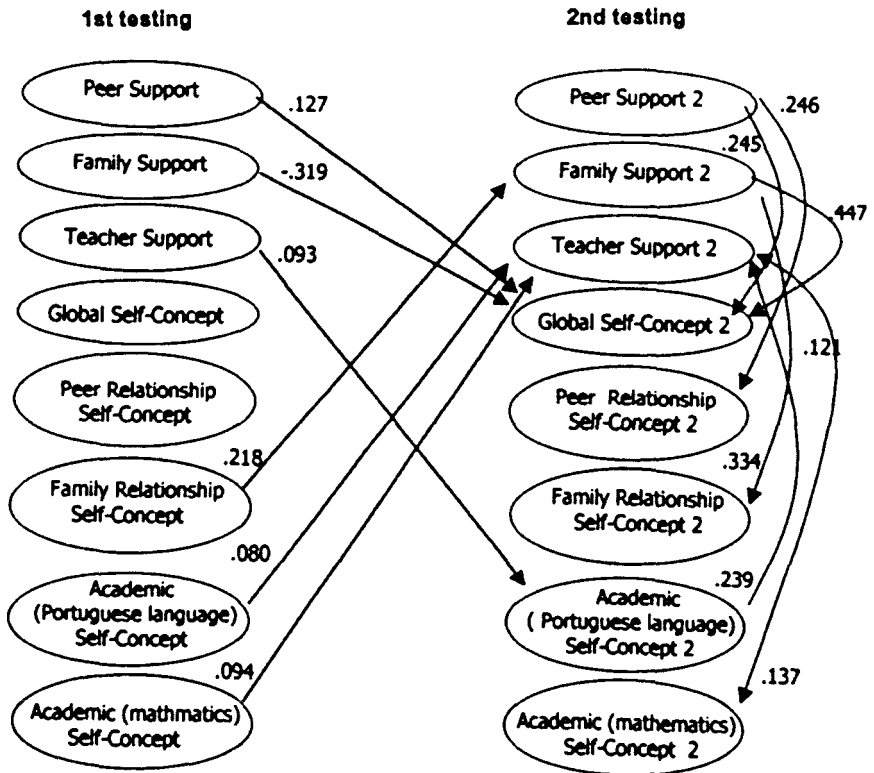 1st testing
2nd testing
Peer Support
.127
Family Support
-.319
Teacher Support
.093
Global Self-Concept
Peer Relationship
Self-Concept
.218
Family Relationship
Self-Concept
.080
Academic
(Portuguese language)
Self-Concept
.094
Academic (mathmatics)
Self-Concept
Peer Support 2
.246
.245
Family Support 2
.447
Teacher Support 2
Global Self-Concept 2
.121
Peer Relationship
Self-Concept 2
.334
Family Relationship
Self-Concept 2
.239
Academic
( Portuguese language)
Self-Concept 2
.137
Academic (mathematics)
Self-Concept 2